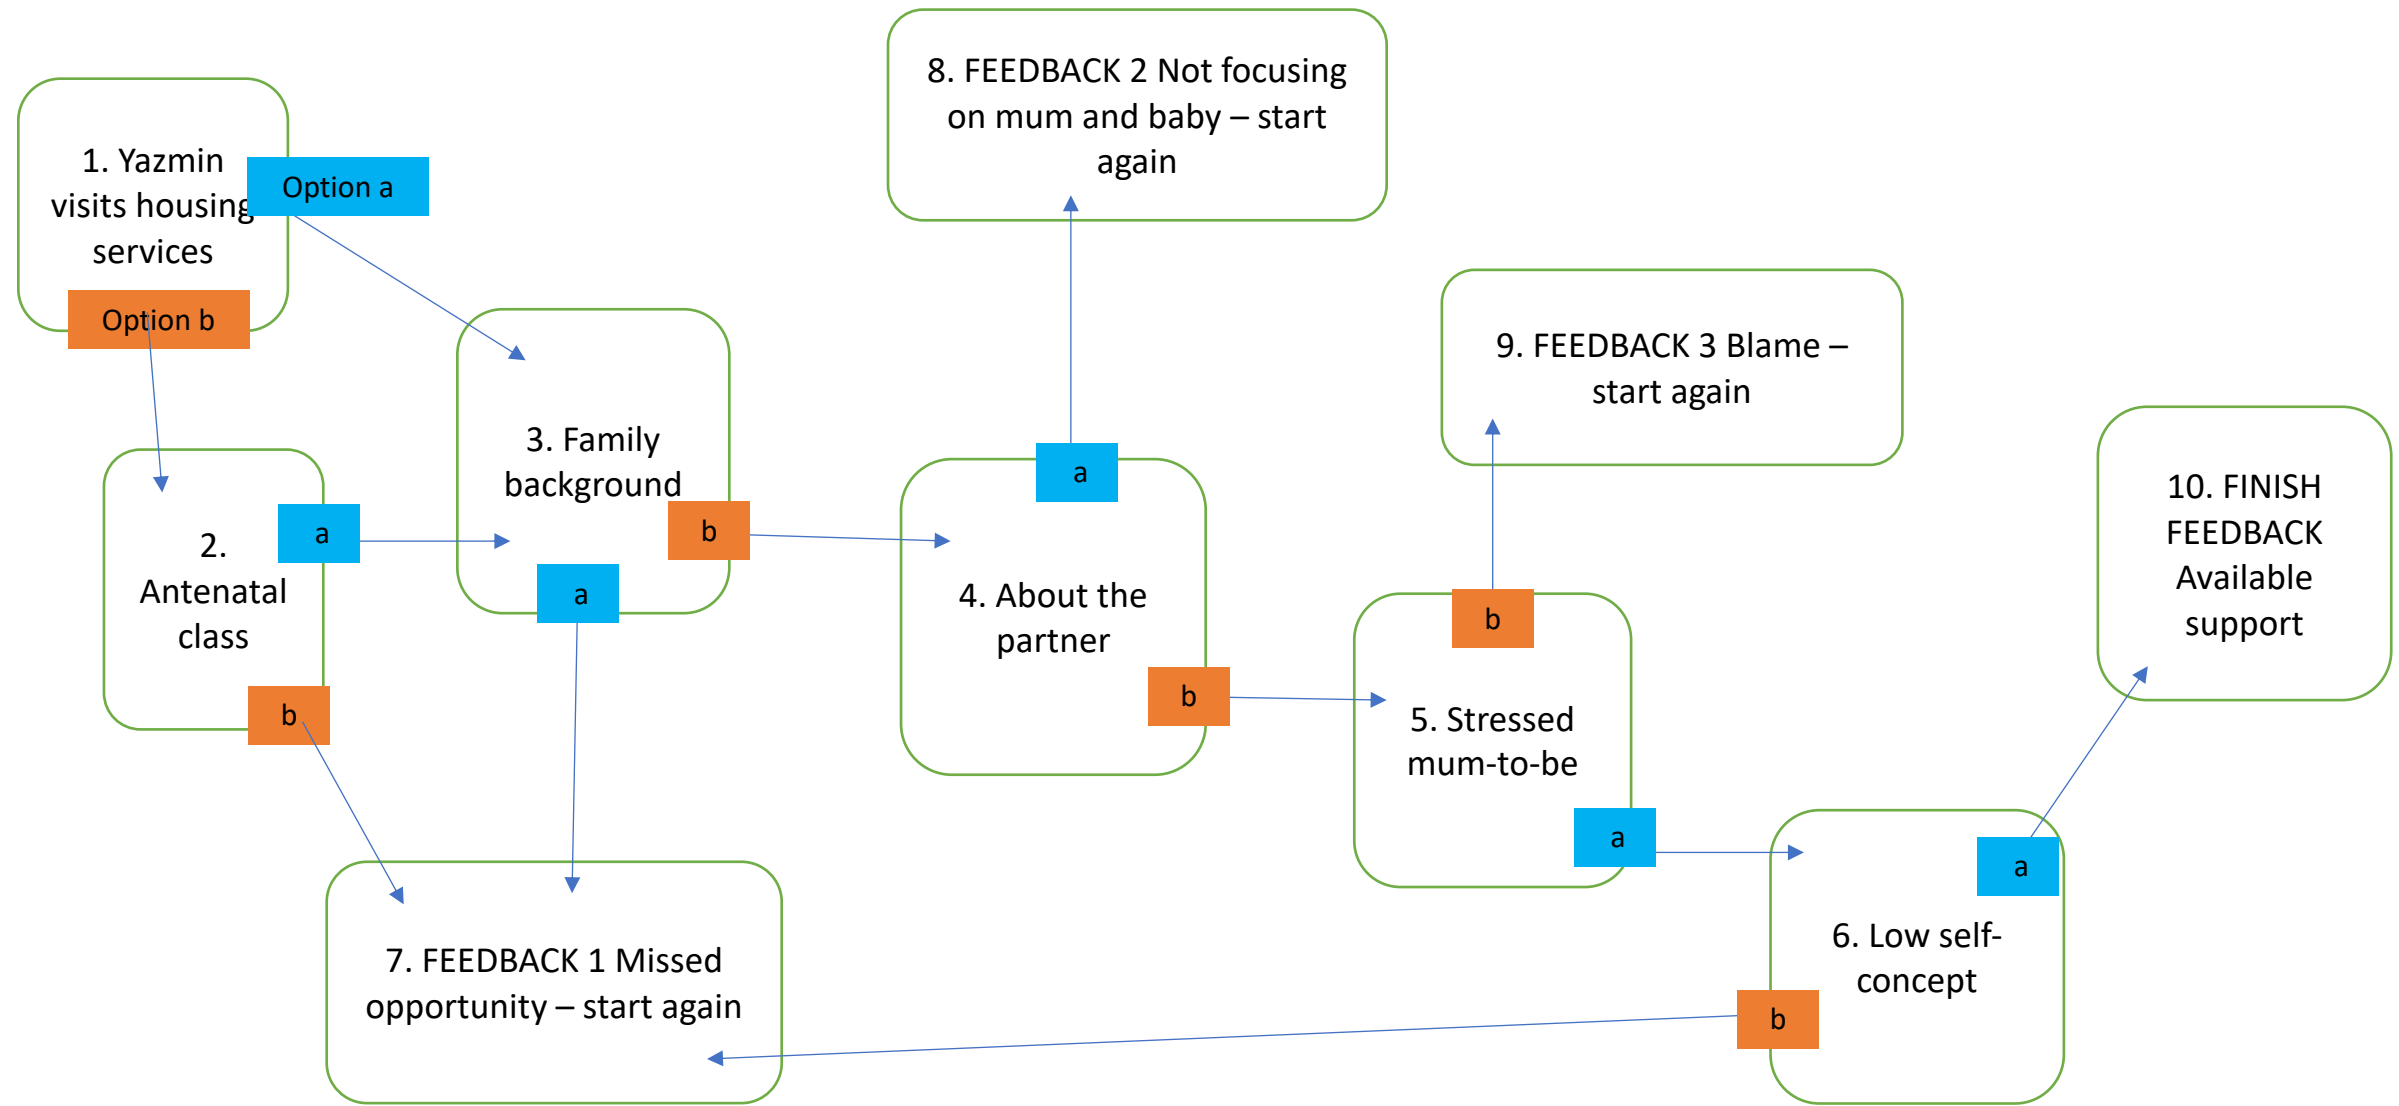 1. Yazmin
visits housing
services
Option a
Option b
2.
Antenatal
class
a
b
3. Family
background
b
a
8. FEEDBACK 2 Not focusing
on mum and baby – start
again
a
4. About the
partner
b
9. FEEDBACK 3 Blame –
start again
b
5. Stressed
mum-to-be
a
10. FINISH
FEEDBACK
Available
support
a
6. Low self-
concept
b
7. FEEDBACK 1 Missed
opportunity – start again